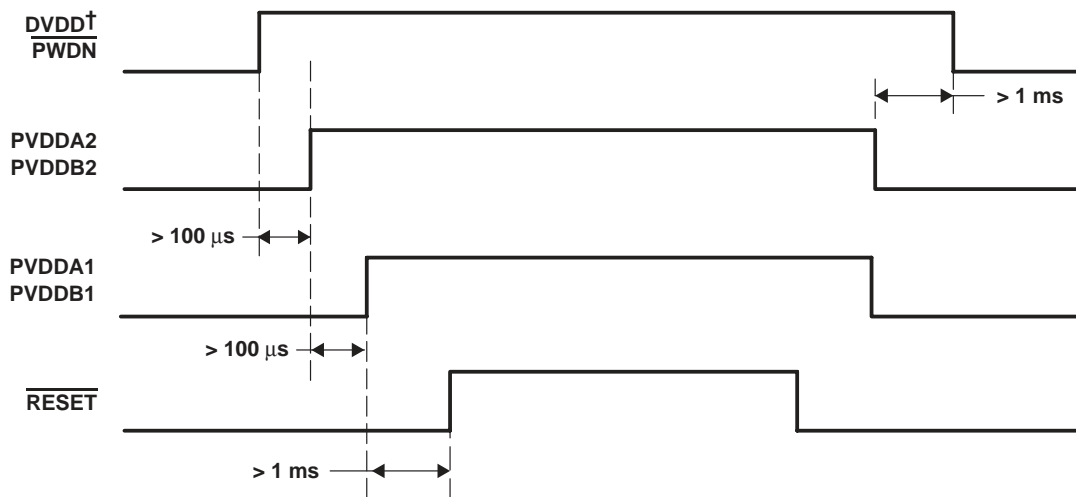 DVDD†
PWDN
> 1 ms
PVDDA2
PVDDB2
> 100 μs
PVDDA1
PVDDB1
> 100 μs
RESET
> 1 ms